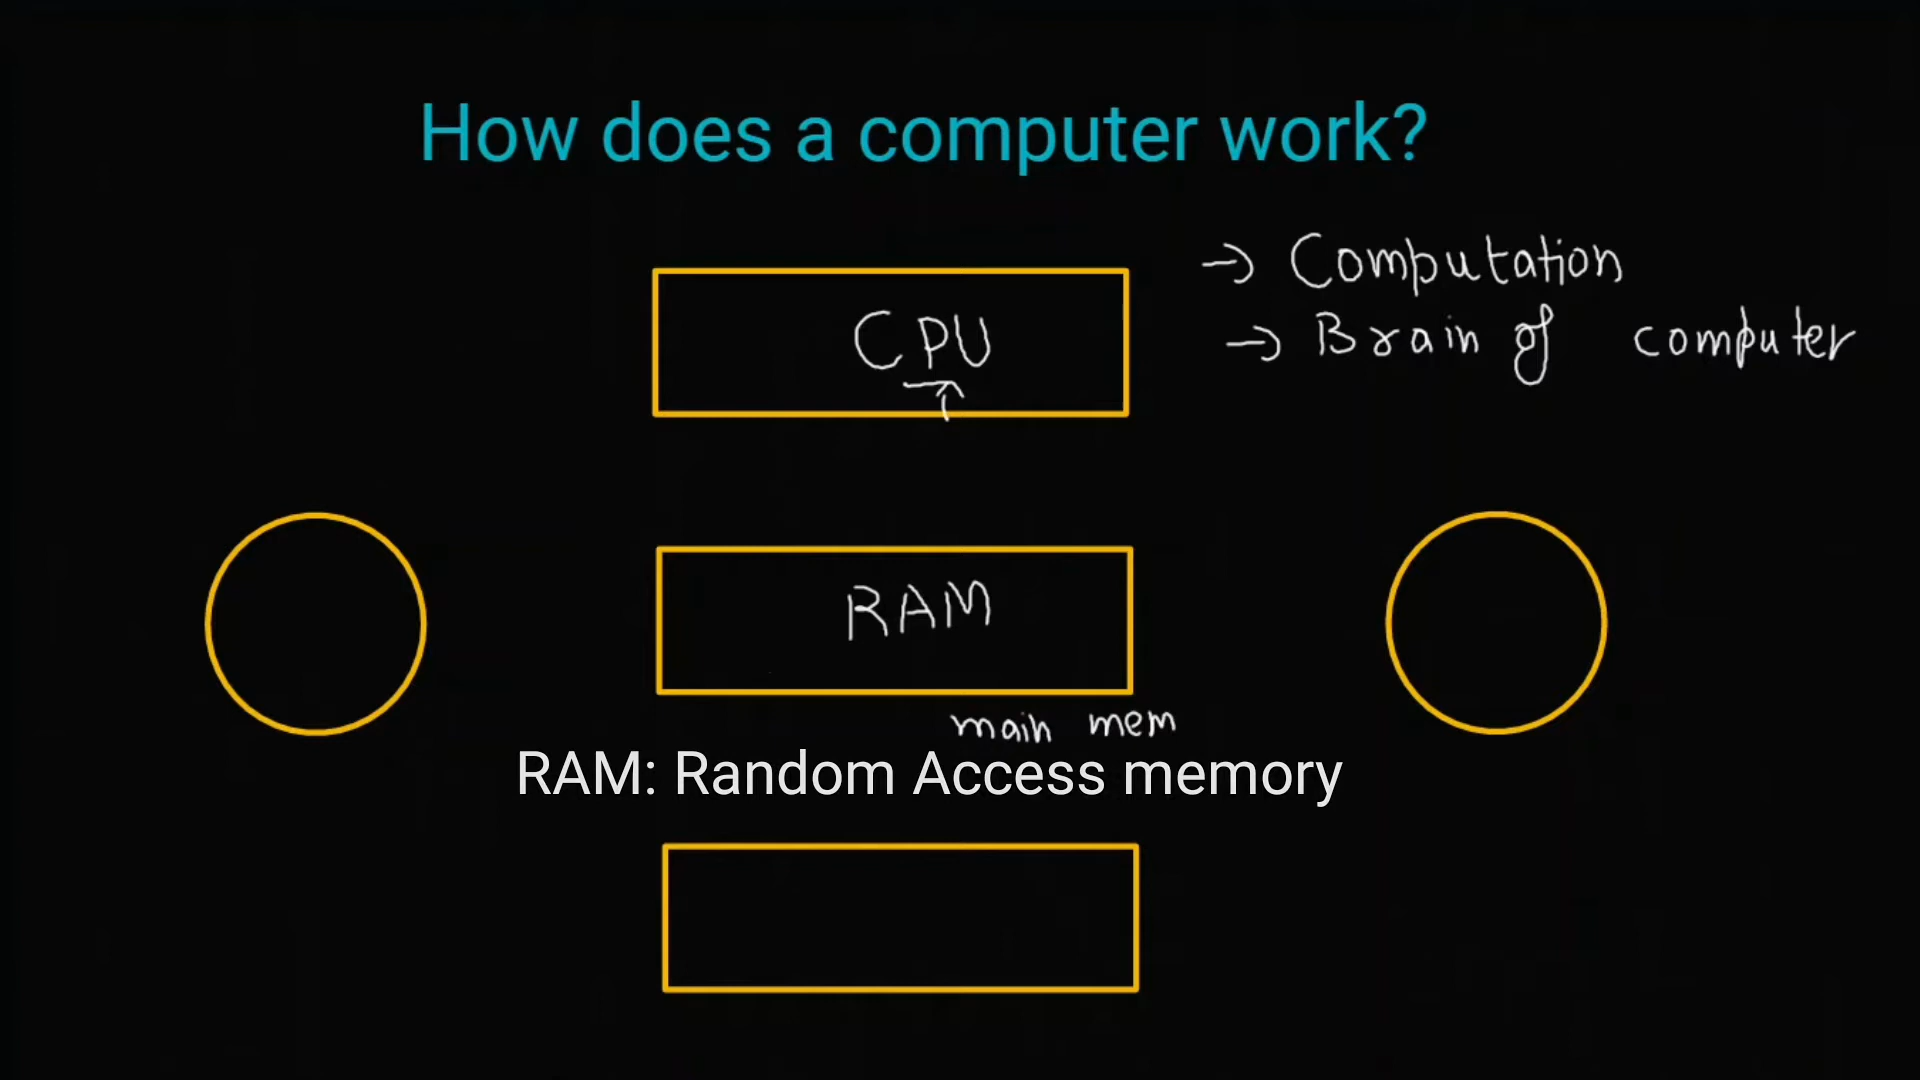 How does a computer work?
→ Computation
CPU
→ Brain of computer
RAM
main mem
RAM: Random Access memory